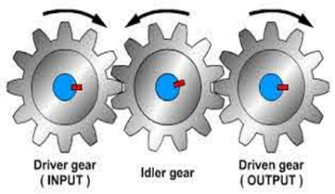 Driver gear
( INPUT )
Idler gear
Driven gear
( OUTPUT )